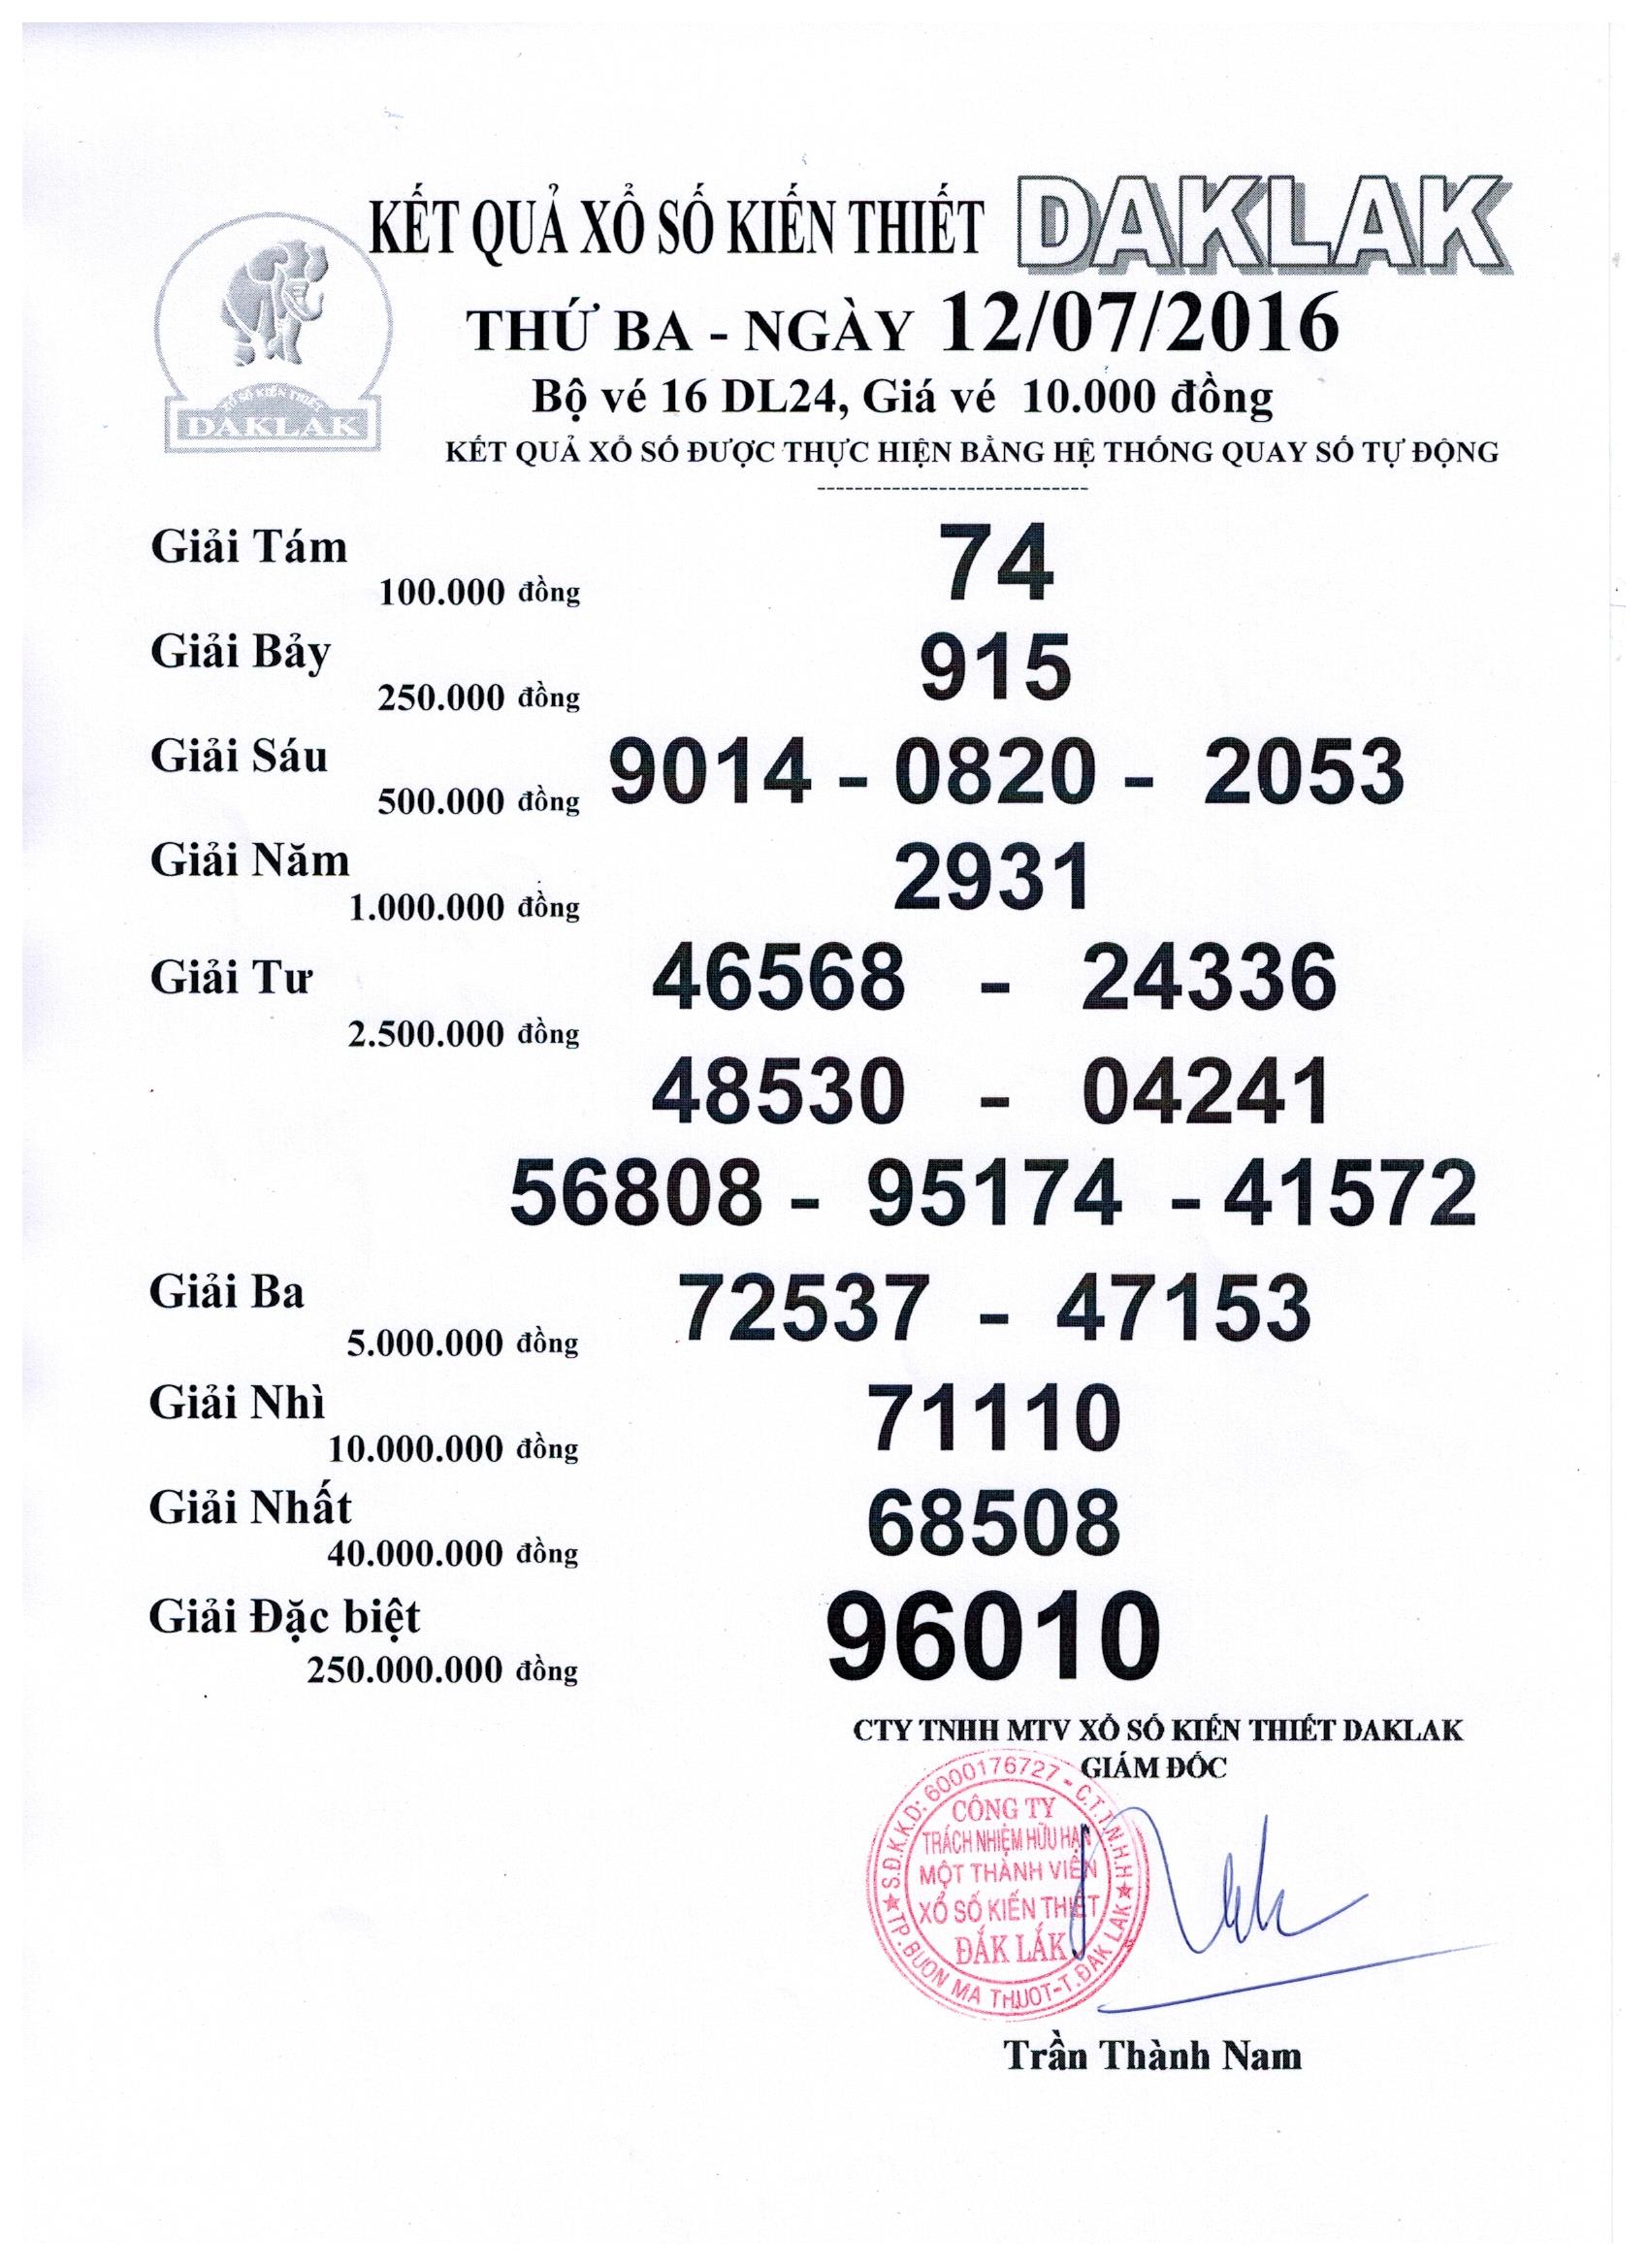 KẾT QUẢ XỔ SỐ KIẾN THIẾT DAKLAK
THỨ BA - NGÀY 12/07/2016
Bộ vé 16 DL24, Giá vé 10.000 đồng
XỔ SỐ KIẾN THIẾT
DAKLAK
KẾT QUẢ XỔ SỐ ĐƯỢC THỰC HIỆN BẰNG HỆ THỐNG QUAY SỐ TỰ ĐỘNG
----------------------------
Giải Tám 74
100.000 đồng
Giải Bảy 915
250.000 đồng
Giải Sáu 9014 - 0820 - 2053
500.000 đồng
Giải Năm 2931
1.000.000 đồng
Giải Tư 46568 - 24336
2.500.000 đồng
48530 - 04241
56808 - 95174 - 41572
Giải Ba 72537 - 47153
5.000.000 đồng
Giải Nhì 71110
10.000.000 đồng
Giải Nhất 68508
40.000.000 đồng
Giải Đặc biệt 96010
250.000.000 đồng
CTY TNHH MTV XỔ SỐ KIẾN THIẾT DAKLAK
GIÁM ĐỐC
S.Đ.K.K.D: 6000176727 - C.T.T.N.H.H
CÔNG TY
TRÁCH NHIỆM HỮU HẠN
MỘT THÀNH VIÊN
XỔ SỐ KIẾN THIẾT
ĐẮK LẮK
TP.BUÔN MA THUỘT-T.ĐẮK LẮK
Trần Thành Nam